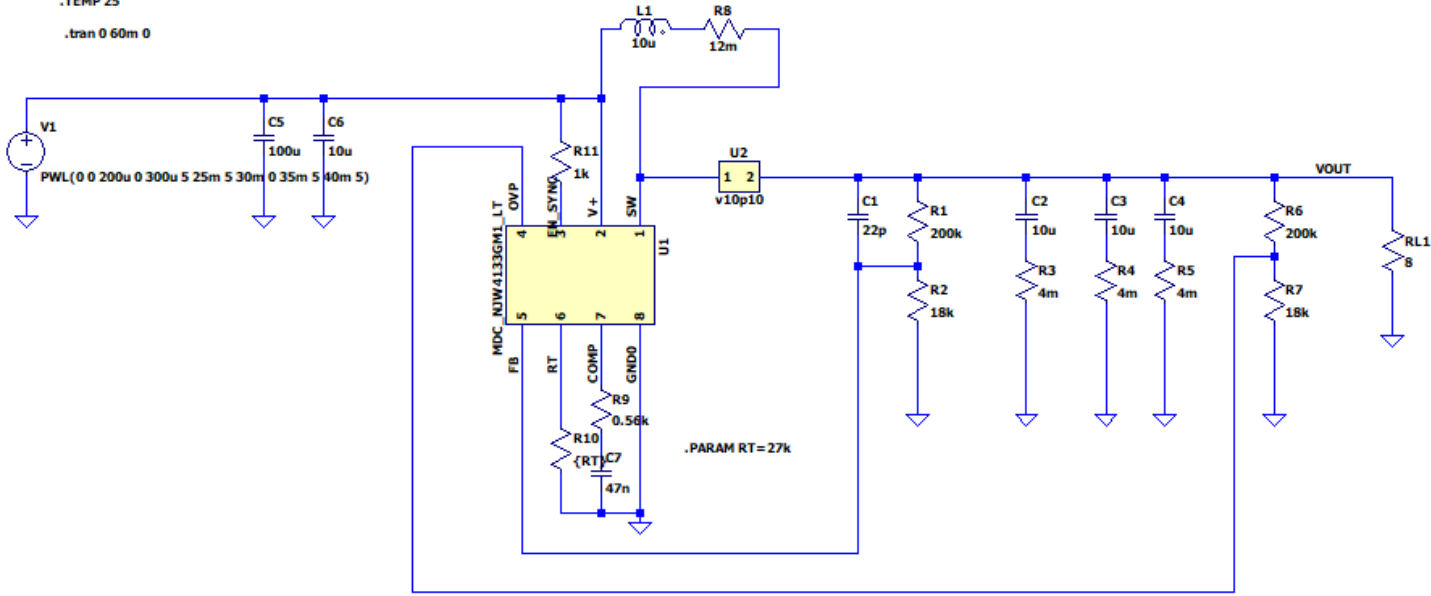 .TEMP 25
.tran 0 60m 0
L1
10u
R8
12m
V1
PWL(0 0 200u 0 300u 5 25m 5 30m 0 35m 5 40m 5)
C5
100u
C6
10u
R11
1k
OVP
EN_SYNC
V+
SW
4
3
2
1
MDC_NJW4133GM1_LT
U1
5
6
7
8
FB
RT
COMP
GND0
U2
1 2
v10p10
C1
22p
R1
200k
R2
18k
C2
10u
C3
10u
C4
10u
R3
4m
R4
4m
R5
4m
VOUT
R6
200k
R7
18k
RL1
8
R9
0.56k
R10
{RT}
C7
47n
.PARAM RT=27k